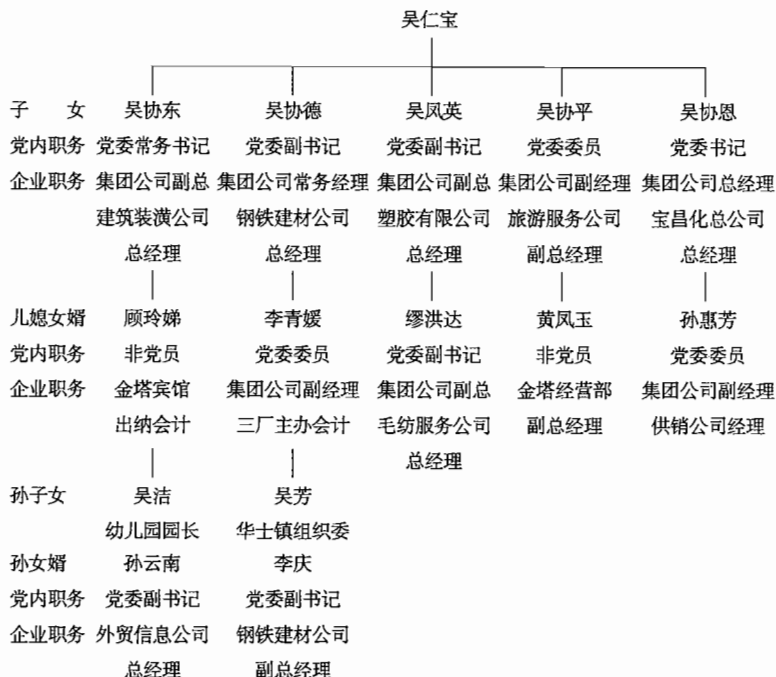 吴仁宝
子 女 吴协东 吴协德 吴凤英 吴协平 吴协恩
党内职务 党委常务书记 党委副书记 党委副书记 党委委员 党委书记
企业职务 集团公司副总 集团公司常务经理 集团公司副总 集团公司副经理 集团公司总经理
建筑装潢公司 钢铁建材公司 塑胶有限公司 旅游服务公司 宝昌化总公司
总经理 总经理 总经理 副总经理 总经理
儿媳女婿 顾玲娣 李青媛 缪洪达 黄凤玉 孙惠芳
党内职务 非党员 党委委员 党委副书记 非党员 党委委员
企业职务 金塔宾馆 集团公司副经理 集团公司副总 金塔经营部 集团公司副经理
出纳会计 三厂主办会计 毛纺服务公司 副总经理 供销公司经理
总经理
孙子女 吴洁 吴芳
幼儿园园长 华士镇组织委
孙女婿 孙云南 李庆
党内职务 党委副书记 党委副书记
企业职务 外贸信息公司 钢铁建材公司
总经理 副总经理